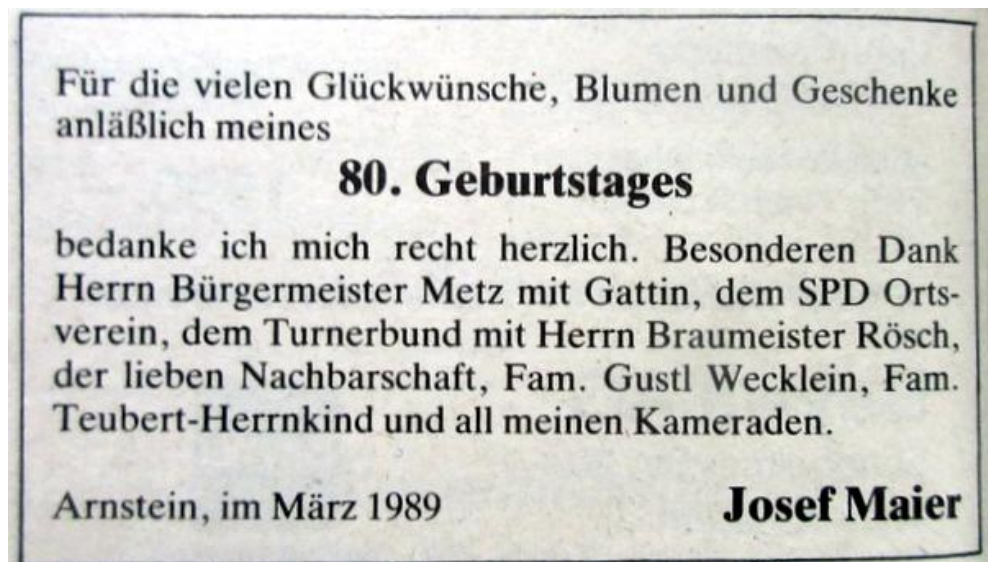 Für die vielen Glückwünsche, Blumen und Geschenke
anläßlich meines
80. Geburtstages
bedanke ich mich recht herzlich. Besonderen Dank
Herrn Bürgermeister Metz mit Gattin, dem SPD Orts-
verein, dem Turnerbund mit Herrn Braumeister Rösch,
der lieben Nachbarschaft, Fam. Gustl Wecklein, Fam.
Teubert-Herrnkind und all meinen Kameraden.
Arnstein, im März 1989 Josef Maier